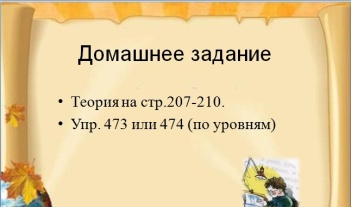 Домашнее задание
• Теория на стр.207-210.
• Упр. 473 или 474 (по уровням)